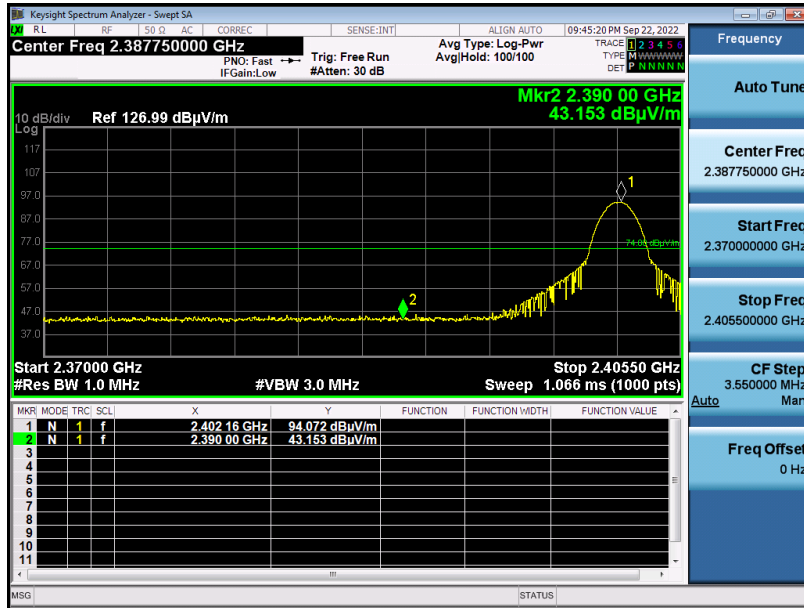 Keysight Spectrum Analyzer - Swept SA
LXI RL RF 50 Ω AC CORREC SENSE:INT ALIGN AUTO 09:45:20 PM Sep 22, 2022
Center Freq 2.387750000 GHz
PNO: Fast
IFGain:Low
Trig: Free Run
#Atten: 30 dB
Avg Type: Log-Pwr
Avg|Hold: 100/100
TRACE 1 2 3 4 5 6
TYPE M W W W W W
DET P N N N N N
Mkr2 2.390 00 GHz
43.153 dBµV/m
10 dB/div Ref 126.99 dBµV/m
Log
117
107
97.0
87.0
77.0
67.0
57.0
47.0
37.0
1
74.00 dBµV/m
2
Start 2.37000 GHz Stop 2.40550 GHz
#Res BW 1.0 MHz #VBW 3.0 MHz Sweep 1.066 ms (1000 pts)
MKR MODE TRC SCL X Y FUNCTION FUNCTION WIDTH FUNCTION VALUE
1 N 1 f 2.402 16 GHz 94.072 dBµV/m
2 N 1 f 2.390 00 GHz 43.153 dBµV/m
3
4
5
6
7
8
9
10
11
MSG STATUS
Frequency
Auto Tune
Center Freq
2.387750000 GHz
Start Freq
2.370000000 GHz
Stop Freq
2.405500000 GHz
CF Step
3.550000 MHz
Auto Man
Freq Offset
0 Hz